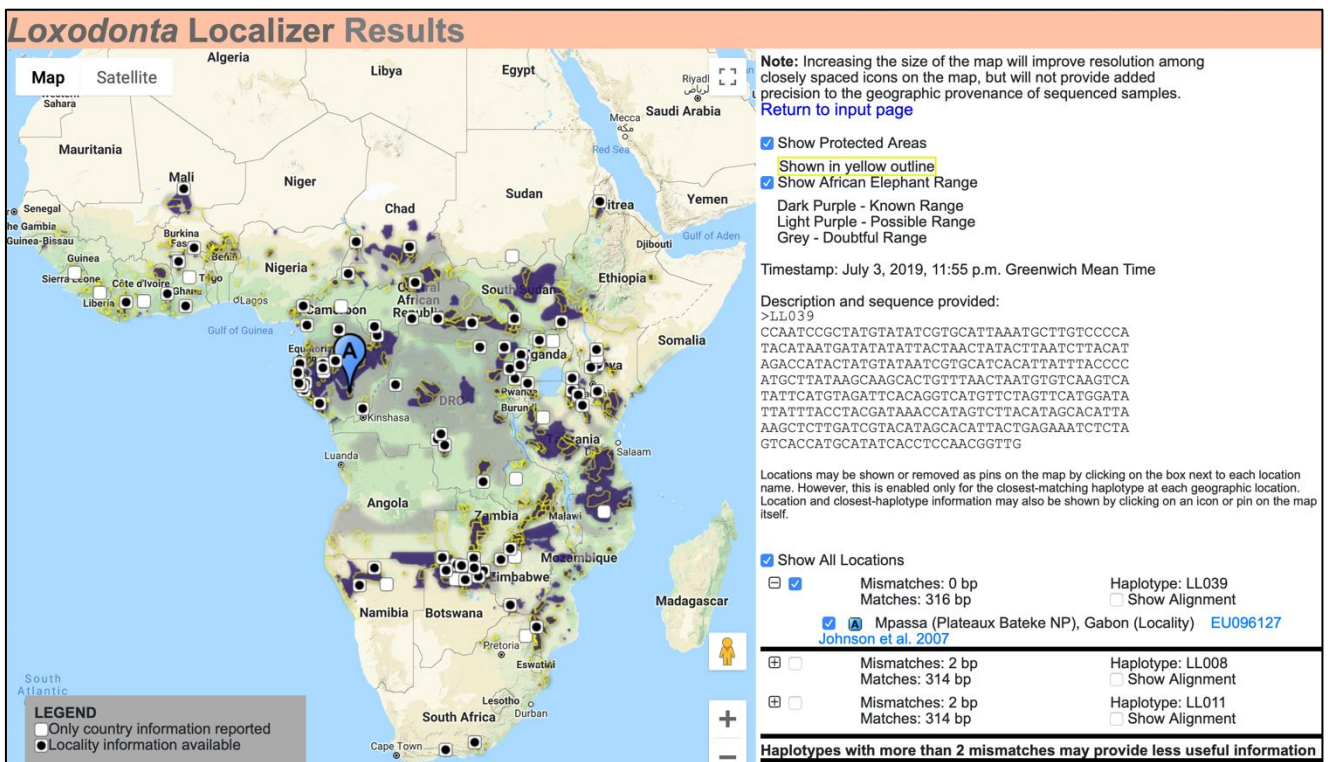 Loxodonta Localizer Results
Map Satellite
Algeria
Libya
Egypt
Sahara
Mecca
مكة
Saudi Arabia
Red Sea
Mauritania
Mali
Niger
Chad
Sudan
Yemen
Senegal
Guinea-Bissau
Burkina
Guinea
Sierra Leone
Côte d'Ivoire
Liberia
Ghana
Togo
Benin
Nigeria
Lagos
Gulf of Guinea
Cameroon
Central
African
Republic
South Sudan
Ethiopia
Djibouti
Gulf of Aden
Somalia
Uganda
Rwanda
Burundi
DRC
Kinshasa
Tanzania
Salaam
Luanda
Angola
Zambia
Malawi
Mozambique
Zimbabwe
Namibia
Botswana
Madagascar
Pretoria
Eswatini
Lesotho
Durban
South Africa
Cape Town
South
Atlantic
A
LEGEND
Only country information reported
Locality information available
Note: Increasing the size of the map will improve resolution among
closely spaced icons on the map, but will not provide added
precision to the geographic provenance of sequenced samples.
Return to input page
Show Protected Areas
Shown in yellow outline
Show African Elephant Range
Dark Purple - Known Range
Light Purple - Possible Range
Grey - Doubtful Range
Timestamp: July 3, 2019, 11:55 p.m. Greenwich Mean Time
Description and sequence provided:
>LL039
CCAATCCGCTATGTATATCGTGCATTAAATGCTTGTCCCCA
TACATAATGATATATATTACTAACTATACTTAATCTTACAT
AGACCATACTATGTATAATCGTGCATCACATTATTTACCCC
ATGCTTATAAGCAAGCACTGTTTAACTAATGTGTCAAGTCA
TATTCATGTAGATTCACAGGTCATGTTCTAGTTCATGGATA
TTATTTACCTACGATAAACCATAGTCTTACATAGCACATTA
AAGCTCTTGATCGTACATAGCACATTACTGAGAAATCTCTA
GTCACCATGCATATCACCTCCAACGGTTG
Locations may be shown or removed as pins on the map by clicking on the box next to each location
name. However, this is enabled only for the closest-matching haplotype at each geographic location.
Location and closest-haplotype information may also be shown by clicking on an icon or pin on the map
itself.
Show All Locations
Mismatches: 0 bp Haplotype: LL039
Matches: 316 bp Show Alignment
A Mpassa (Plateaux Bateke NP), Gabon (Locality) EU096127
Johnson et al. 2007
Mismatches: 2 bp Haplotype: LL008
Matches: 314 bp Show Alignment
Mismatches: 2 bp Haplotype: LL011
Matches: 314 bp Show Alignment
Haplotypes with more than 2 mismatches may provide less useful information